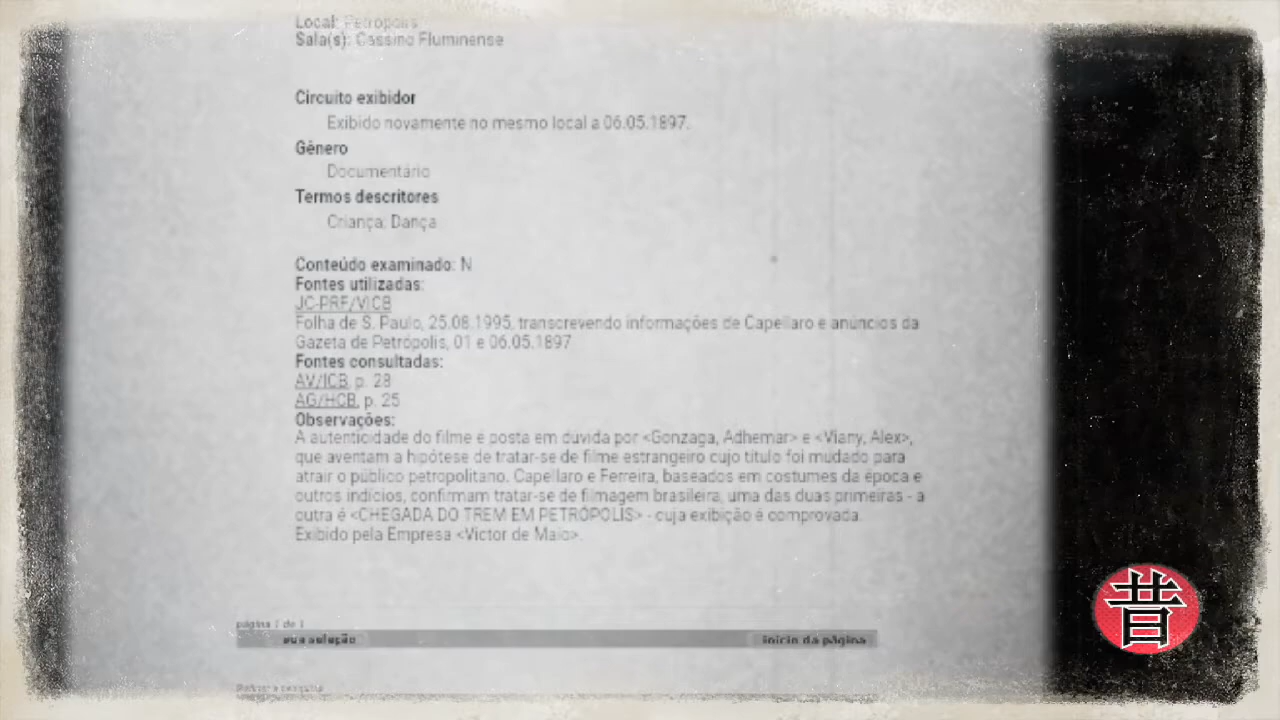 Local: Petrópolis
Sala(s): Cassino Fluminense
Circuito exibidor
Exibido novamente no mesmo local a 06.05.1897.
Gênero
Documentário
Termos descritores
Criança; Dança
Conteúdo examinado: N
Fontes utilizadas:
JC-PRF/VICB
Folha de S. Paulo, 25.08.1995, transcrevendo informações de Capellaro e anúncios da
Gazeta de Petrópolis, 01 e 06.05.1897
Fontes consultadas:
AV/ICB, p. 28
AG/HCB, p. 25
Observações:
A autenticidade do filme é posta em dúvida por <Gonzaga, Adhemar> e <Viany, Alex>,
que aventam a hipótese de tratar-se de filme estrangeiro cujo título foi mudado para
atrair o público petropolitano. Capellaro e Ferreira, baseados em costumes da época e
outros indícios, confirmam tratar-se de filmagem brasileira, uma das duas primeiras - a
outra é <CHEGADA DO TREM EM PETRÓPOLIS> - cuja exibição é comprovada.
Exibido pela Empresa <Victor de Maio>.
昔
página 1 de 1
sua seleção início da página